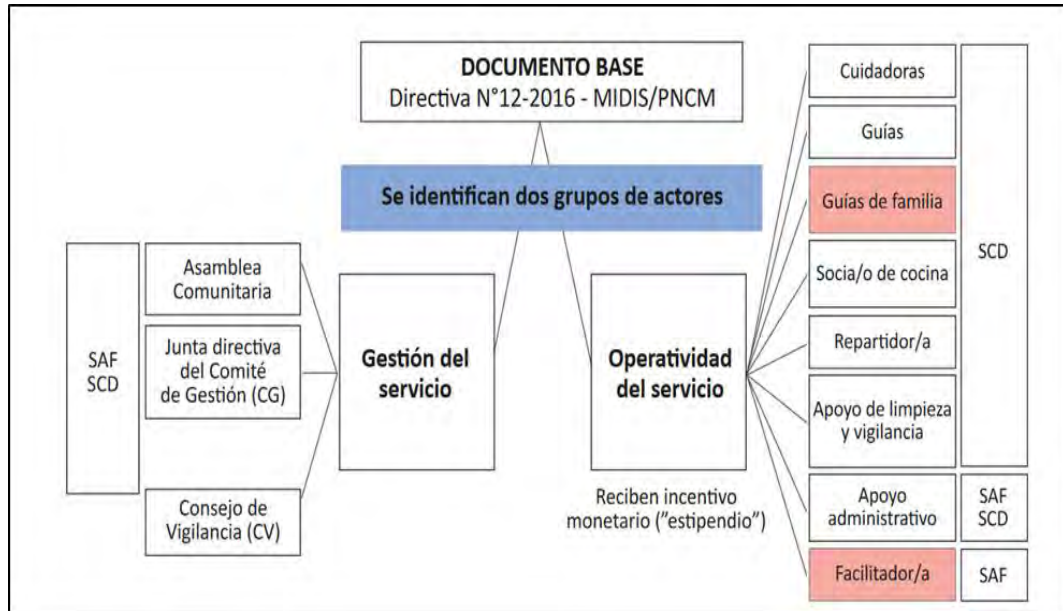 DOCUMENTO BASE
Directiva N°12-2016 - MIDIS/PNCM
Se identifican dos grupos de actores
SAF
SCD
Asamblea
Comunitaria
Junta directiva
del Comité
de Gestión (CG)
Consejo de
Vigilancia (CV)
Gestión del
servicio
Operatividad
del servicio
Reciben incentivo
monetario ("estipendio")
Cuidadoras
Guías
Guías de familia
Socia/o de cocina
Repartidor/a
Apoyo de limpieza
y vigilancia
Apoyo
administrativo
Facilitador/a
SCD
SAF
SCD
SAF